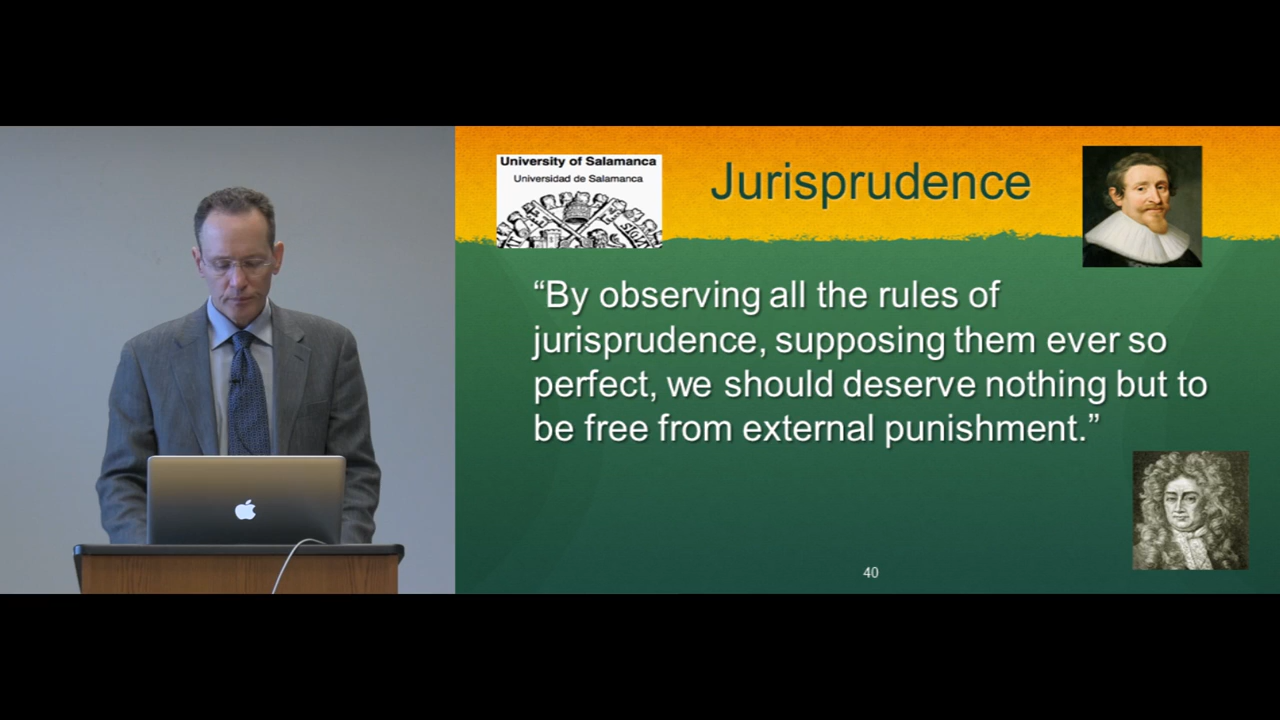 University of Salamanca
Universidad de Salamanca
Jurisprudence
“By observing all the rules of
jurisprudence, supposing them ever so
perfect, we should deserve nothing but to
be free from external punishment.”
40